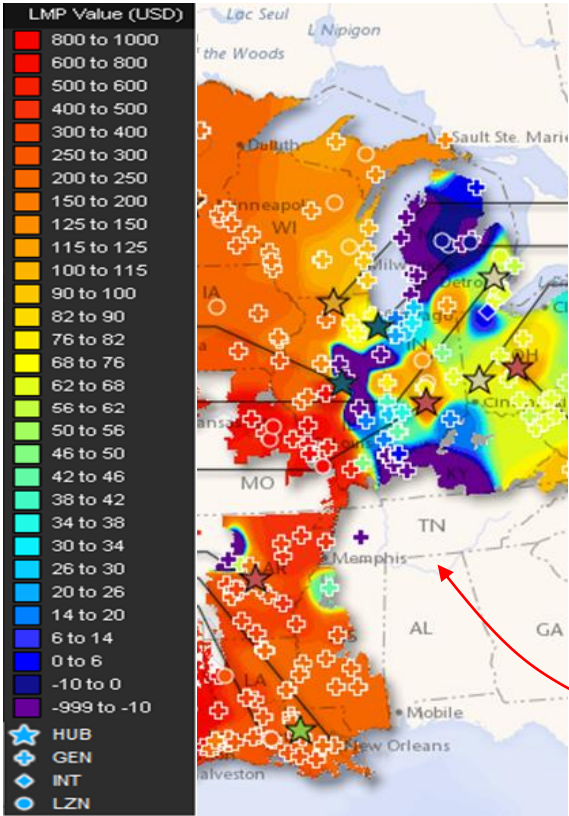 LMP Value (USD)
800 to 1000
600 to 800
500 to 600
400 to 500
300 to 400
250 to 300
200 to 250
150 to 200
125 to 150
115 to 125
100 to 115
90 to 100
82 to 90
76 to 82
68 to 76
62 to 68
56 to 62
50 to 56
46 to 50
42 to 46
38 to 42
34 to 38
30 to 34
26 to 30
20 to 26
14 to 20
6 to 14
0 to 6
-10 to 0
-999 to -10
HUB
GEN
INT
LZN
Lac Seul
L Nipigon
f the Woods
Duluth
Sault Ste. Marie
Minneapol
WI
Milw
Detro
IA
ago
IN
OH
Cincinnati
KY
MO
TN
Memphis
AR
AL
GA
LA
Mobile
New Orleans
alveston